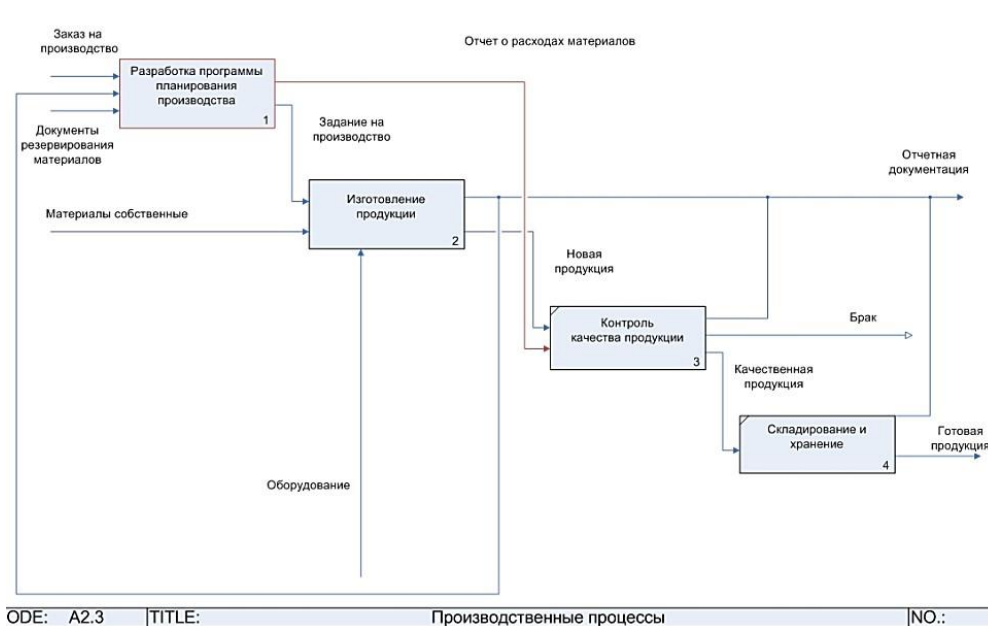 Заказ на
производство
Отчет о расходах материалов
Разработка программы
планирования
производства
1
Документы
резервирования
материалов
Задание на
производство
Отчетная
документация
Изготовление
продукции
2
Материалы собственные
Новая
продукция
Контроль
качества продукции
3
Брак
Качественная
продукция
Складирование и
хранение
4
Готовая
продукция
Оборудование
ODE: A2.3 TITLE: Производственные процессы NO.: